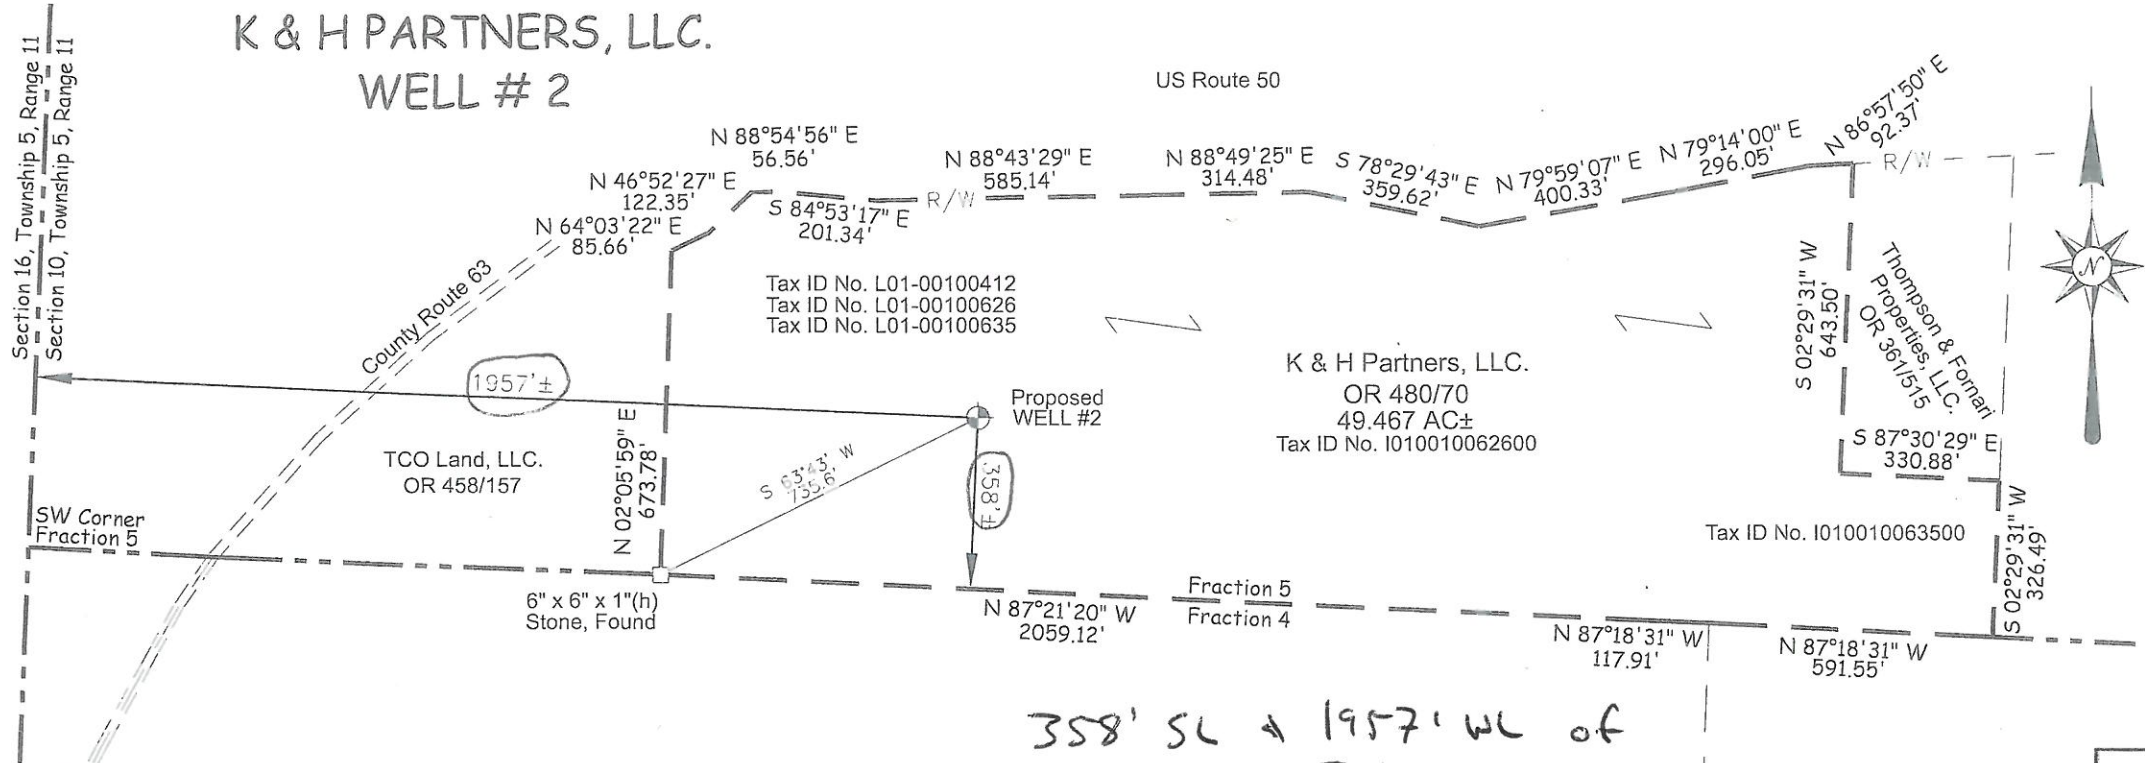 K & H PARTNERS, LLC.
WELL # 2
Section 16, Township 5, Range 11
Section 10, Township 5, Range 11
US Route 50
N 88°54'56" E
56.56'
N 46°52'27" E
122.35'
N 64°03'22" E
85.66'
S 84°53'17" E
201.34'
R/W
N 88°43'29" E
585.14'
N 88°49'25" E
314.48'
S 78°29'43" E
359.62'
N 79°59'07" E
400.33'
N 79°14'00" E
296.05'
N 86°57'50" E
92.37'
R/W
N
County Route 63
Tax ID No. L01-00100412
Tax ID No. L01-00100626
Tax ID No. L01-00100635
S 02°29'31" W
643.50'
Thompson & Fornari
Properties, LLC.
OR 361/515
1957'±
Proposed
WELL #2
K & H Partners, LLC.
OR 480/70
49.467 AC±
Tax ID No. I010010062600
S 87°30'29" E
330.88'
TCO Land, LLC.
OR 458/157
N 02°05'59" E
673.78'
S 63°43' W
735.6'
358'±
SW Corner
Fraction 5
Tax ID No. I010010063500
S 02°29'31" W
326.49'
6" x 6" x 1"(h)
Stone, Found
N 87°21'20" W
2059.12'
Fraction 5
Fraction 4
N 87°18'31" W
117.91'
N 87°18'31" W
591.55'
358' SL & 1957' WL of